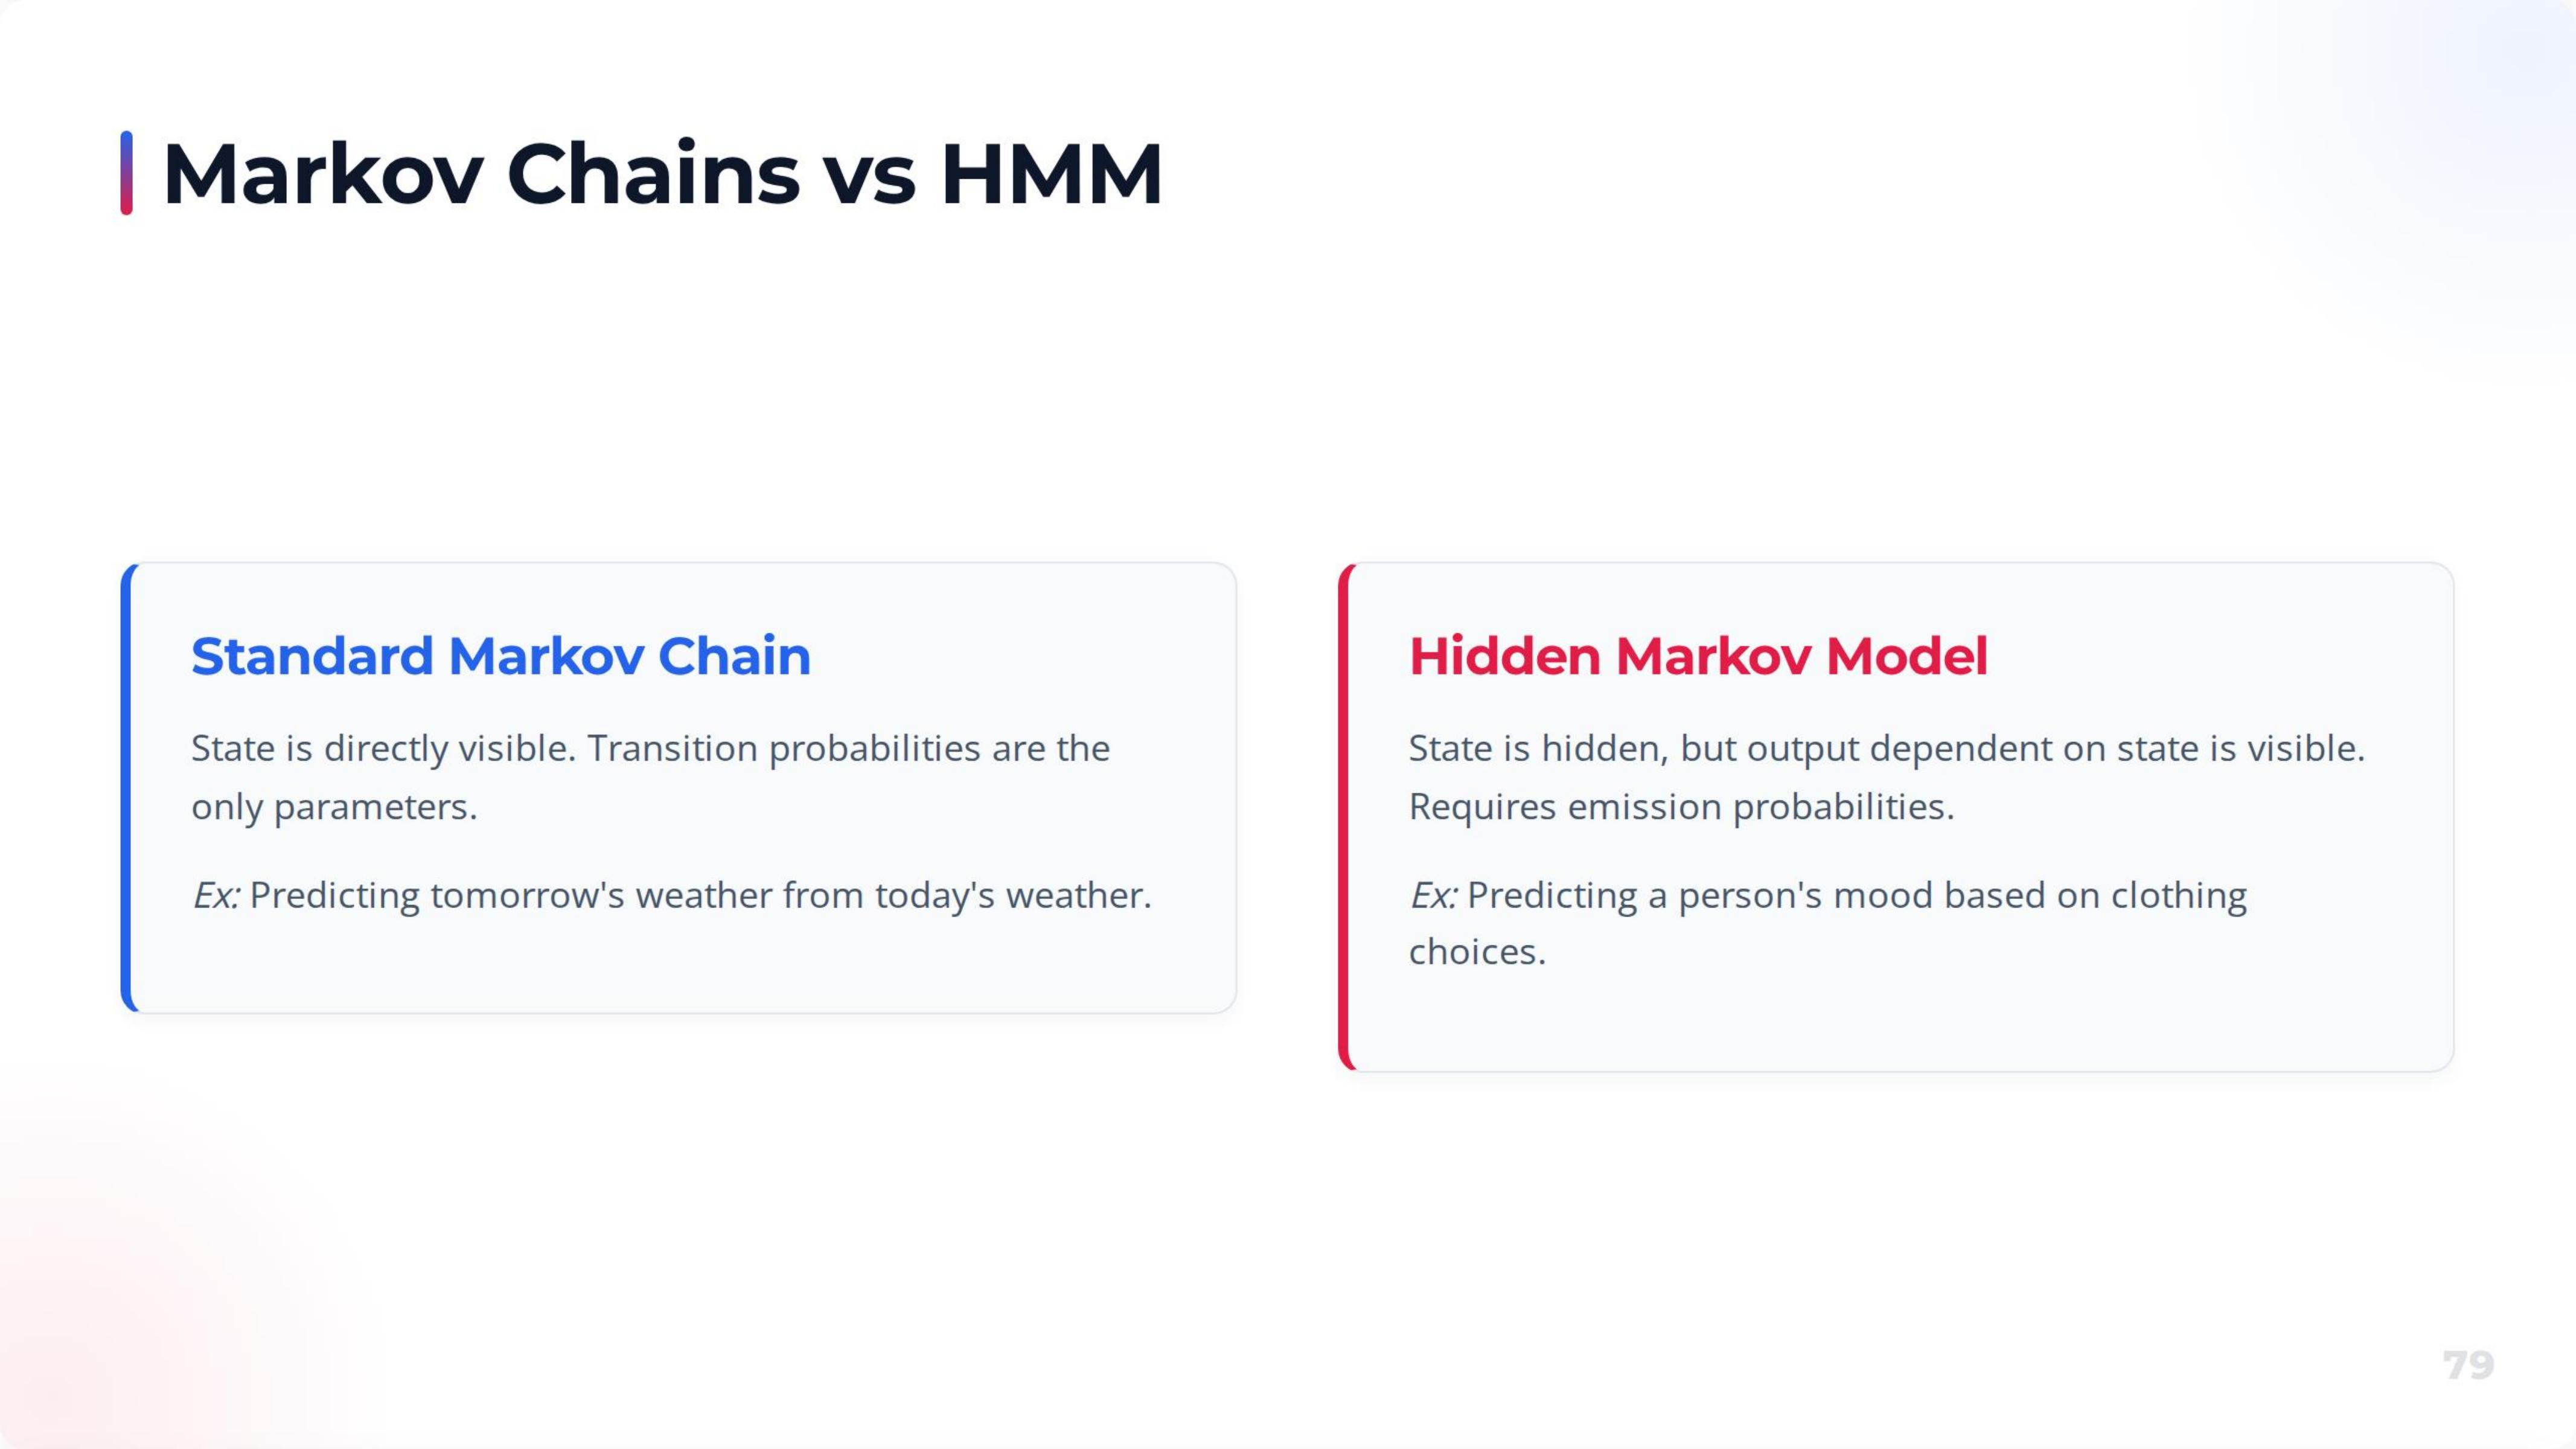 Markov Chains vs HMM
Standard Markov Chain
State is directly visible. Transition probabilities are the
only parameters.
Ex: Predicting tomorrow's weather from today's weather.
Hidden Markov Model
State is hidden, but output dependent on state is visible.
Requires emission probabilities.
Ex: Predicting a person's mood based on clothing
choices.
79